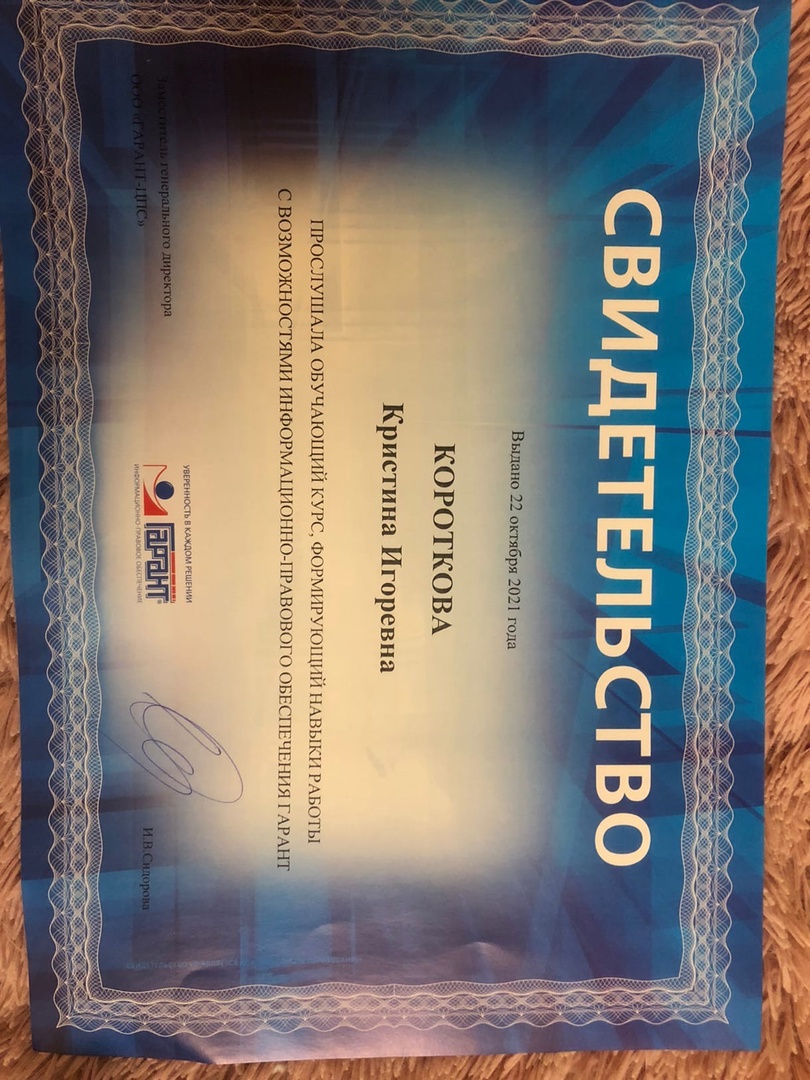 СВИДЕТЕЛЬСТВО
Выдано 22 октября 2021 года
КОРОТКОВА
Кристина Игоревна
ПРОСЛУШАЛА ОБУЧАЮЩИЙ КУРС, ФОРМИРУЮЩИЙ НАВЫКИ РАБОТЫ
С ВОЗМОЖНОСТЯМИ ИНФОРМАЦИОННО-ПРАВОВОГО ОБЕСПЕЧЕНИЯ ГАРАНТ
Заместитель генерального директора
ООО «ГАРАНТ-ЦПС»
УВЕРЕННОСТЬ В КАЖДОМ РЕШЕНИИ
ГАРАНТ®
ИНФОРМАЦИОННО-ПРАВОВОЕ ОБЕСПЕЧЕНИЕ
И.В.Сидорова